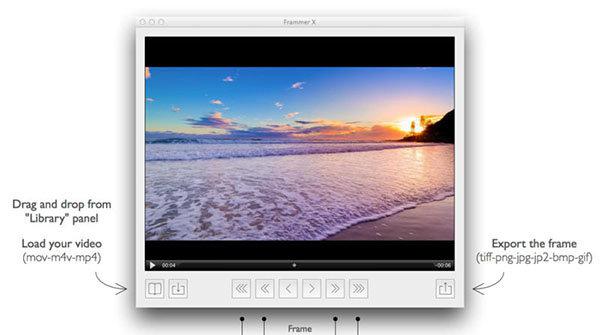 Frammer X
Drag and drop from
"Library" panel
Load your video
(mov-m4v-mp4)
00:04
-00:06
Export the frame
(tiff-png-jpg-jp2-bmp-gif)
Frame